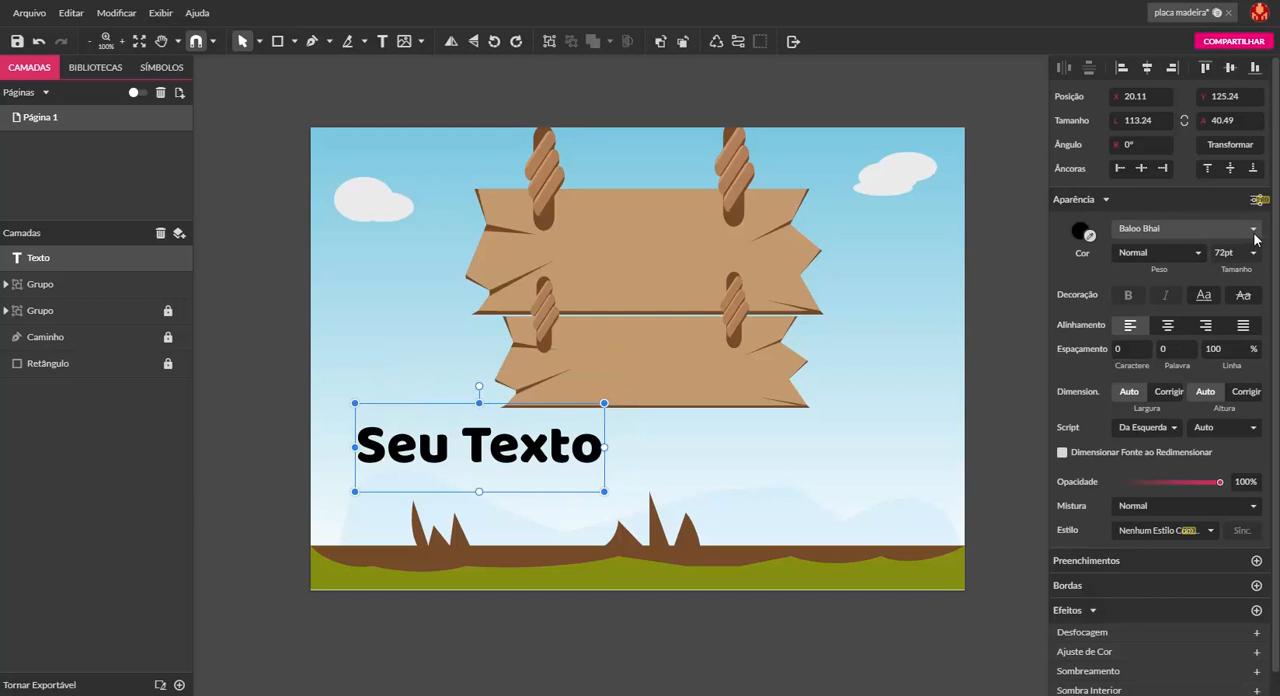 Arquivo Editar Modificar Exibir Ajuda
placa madeira*
- 100% +
COMPARTILHAR
CAMADAS BIBLIOTECAS SÍMBOLOS
Páginas
Página 1
Camadas
Texto
Grupo
Grupo
Caminho
Retângulo
Tornar Exportável
Seu Texto
Posição X 20.11 Y 125.24
Tamanho L 113.24 A 40.49
Ângulo R 0° Transformar
Âncoras
Aparência
Baloo Bhai
Cor Normal 72pt
Peso Tamanho
Decoração B I Aa Aa
Alinhamento
Espaçamento 0 0 100 %
Caractere Palavra Linha
Dimension. Auto Corrigir Auto Corrigir
Largura Altura
Script Da Esquerda Auto
Dimensionar Fonte ao Redimensionar
Opacidade 100%
Mistura Normal
Estilo Nenhum Estilo Sinc.
Preenchimentos
Bordas
Efeitos
Desfocagem +
Ajuste de Cor +
Sombreamento +
Sombra Interior +